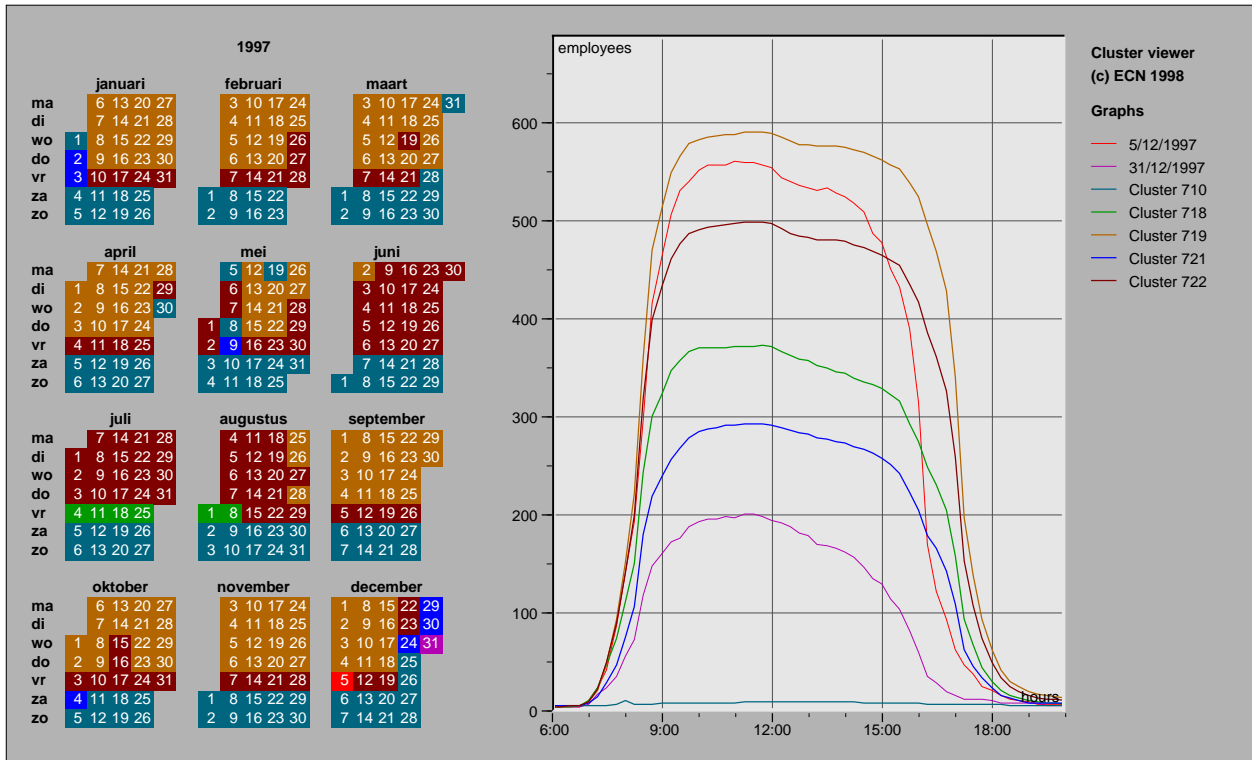 1997
januari februari maart
ma 6 13 20 27 3 10 17 24 3 10 17 24 31
di 7 14 21 28 4 11 18 25 4 11 18 25
wo 1 8 15 22 29 5 12 19 26 5 12 19 26
do 2 9 16 23 30 6 13 20 27 6 13 20 27
vr 3 10 17 24 31 7 14 21 28 7 14 21 28
za 4 11 18 25 1 8 15 22 1 8 15 22 29
zo 5 12 19 26 2 9 16 23 2 9 16 23 30
april mei juni
ma 7 14 21 28 5 12 19 26 2 9 16 23 30
di 1 8 15 22 29 6 13 20 27 3 10 17 24
wo 2 9 16 23 30 7 14 21 28 4 11 18 25
do 3 10 17 24 1 8 15 22 29 5 12 19 26
vr 4 11 18 25 2 9 16 23 30 6 13 20 27
za 5 12 19 26 3 10 17 24 31 7 14 21 28
zo 6 13 20 27 4 11 18 25 1 8 15 22 29
juli augustus september
ma 7 14 21 28 4 11 18 25 1 8 15 22 29
di 1 8 15 22 29 5 12 19 26 2 9 16 23 30
wo 2 9 16 23 30 6 13 20 27 3 10 17 24
do 3 10 17 24 31 7 14 21 28 4 11 18 25
vr 4 11 18 25 1 8 15 22 29 5 12 19 26
za 5 12 19 26 2 9 16 23 30 6 13 20 27
zo 6 13 20 27 3 10 17 24 31 7 14 21 28
oktober november december
ma 6 13 20 27 3 10 17 24 1 8 15 22 29
di 7 14 21 28 4 11 18 25 2 9 16 23 30
wo 1 8 15 22 29 5 12 19 26 3 10 17 24 31
do 2 9 16 23 30 6 13 20 27 4 11 18 25
vr 3 10 17 24 31 7 14 21 28 5 12 19 26
za 4 11 18 25 1 8 15 22 29 6 13 20 27
zo 5 12 19 26 2 9 16 23 30 7 14 21 28
employees
600
500
400
300
200
100
0
hours
6:00 9:00 12:00 15:00 18:00
Cluster viewer
(c) ECN 1998
Graphs
5/12/1997
31/12/1997
Cluster 710
Cluster 718
Cluster 719
Cluster 721
Cluster 722